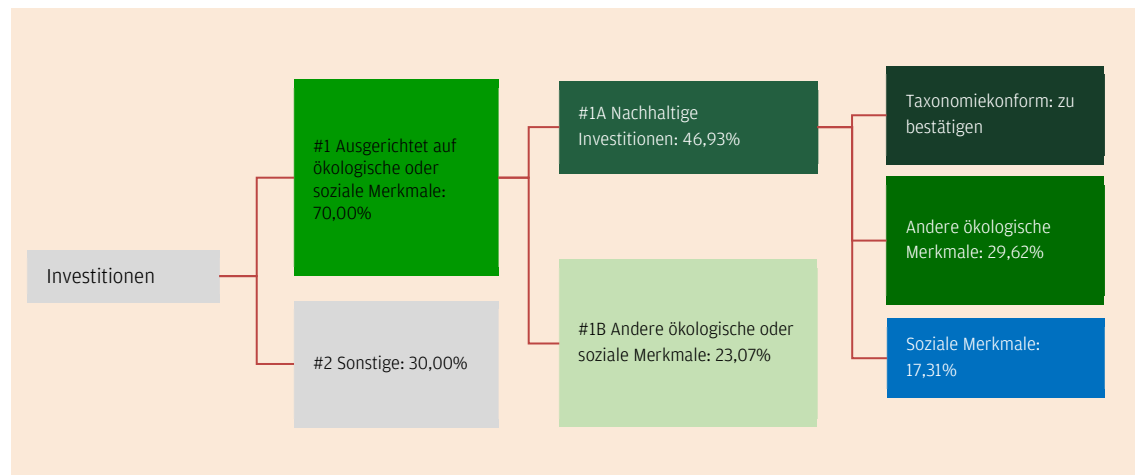 Investitionen
#1 Ausgerichtet auf
ökologische oder
soziale Merkmale:
70,00%
#2 Sonstige: 30,00%
#1A Nachhaltige
Investitionen: 46,93%
#1B Andere ökologische oder
soziale Merkmale: 23,07%
Taxonomiekonform: zu
bestätigen
Andere ökologische
Merkmale: 29,62%
Soziale Merkmale:
17,31%